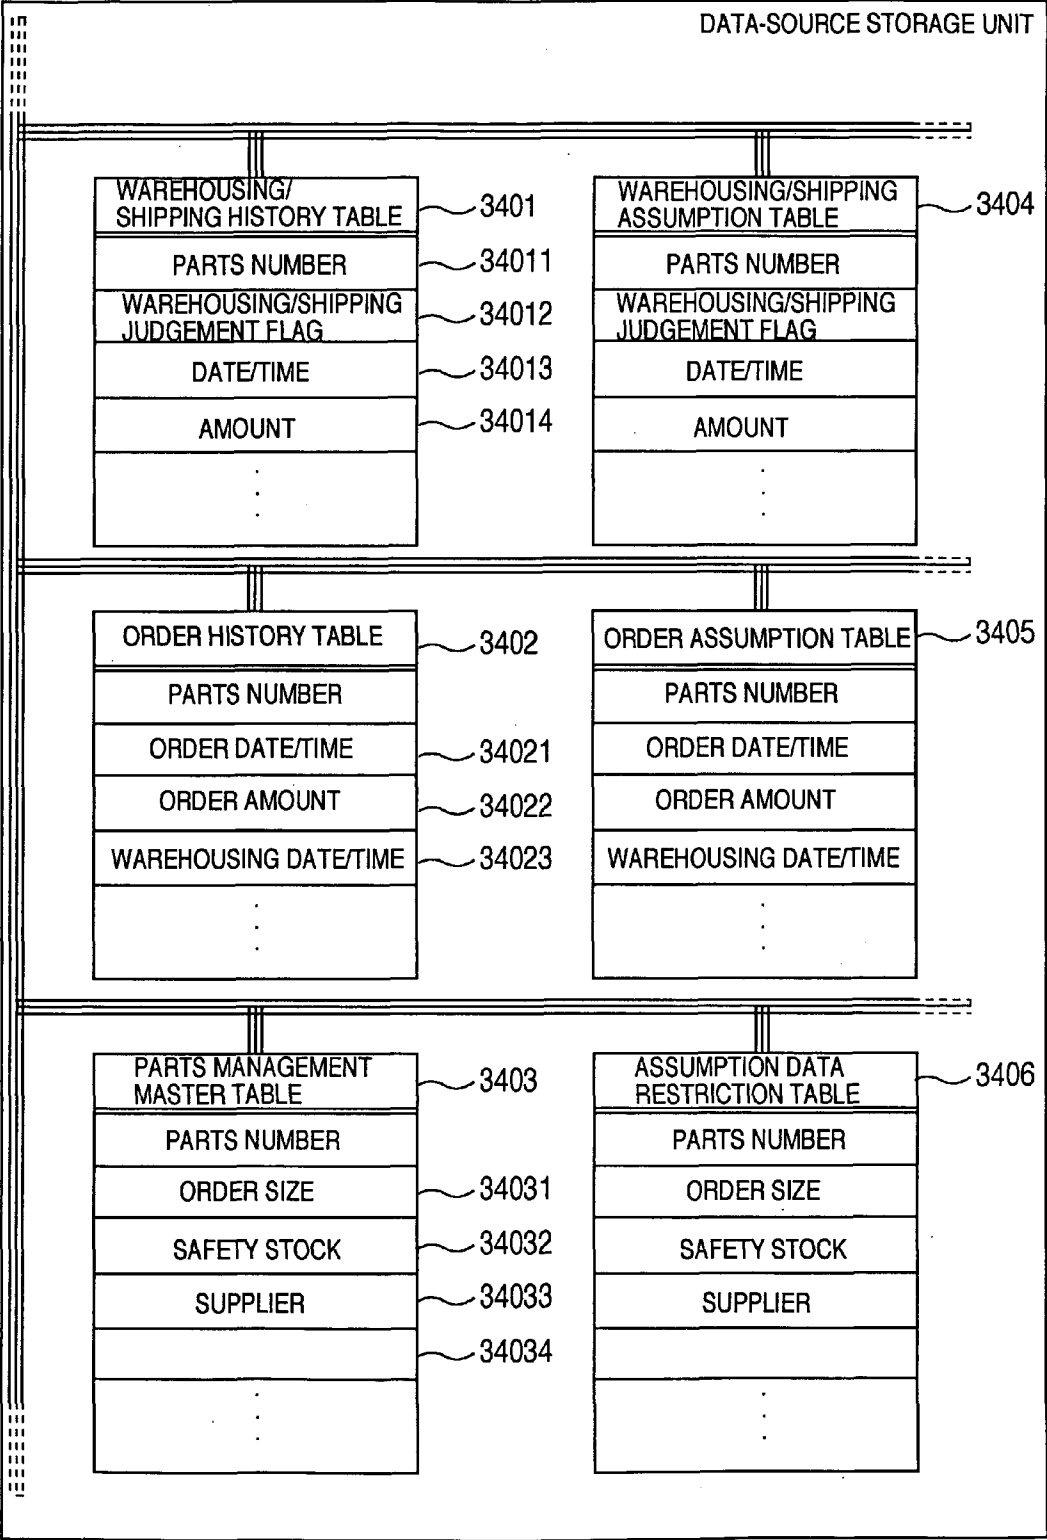 DATA-SOURCE STORAGE UNIT
WAREHOUSING/
SHIPPING HISTORY TABLE
3401
PARTS NUMBER
34011
WAREHOUSING/SHIPPING
JUDGEMENT FLAG
34012
DATE/TIME
34013
AMOUNT
34014
WAREHOUSING/SHIPPING
ASSUMPTION TABLE
3404
PARTS NUMBER
WAREHOUSING/SHIPPING
JUDGEMENT FLAG
DATE/TIME
AMOUNT
ORDER HISTORY TABLE
3402
PARTS NUMBER
ORDER DATE/TIME
34021
ORDER AMOUNT
34022
WAREHOUSING DATE/TIME
34023
ORDER ASSUMPTION TABLE
3405
PARTS NUMBER
ORDER DATE/TIME
ORDER AMOUNT
WAREHOUSING DATE/TIME
PARTS MANAGEMENT
MASTER TABLE
3403
PARTS NUMBER
ORDER SIZE
34031
SAFETY STOCK
34032
SUPPLIER
34033
34034
ASSUMPTION DATA
RESTRICTION TABLE
3406
PARTS NUMBER
ORDER SIZE
SAFETY STOCK
SUPPLIER